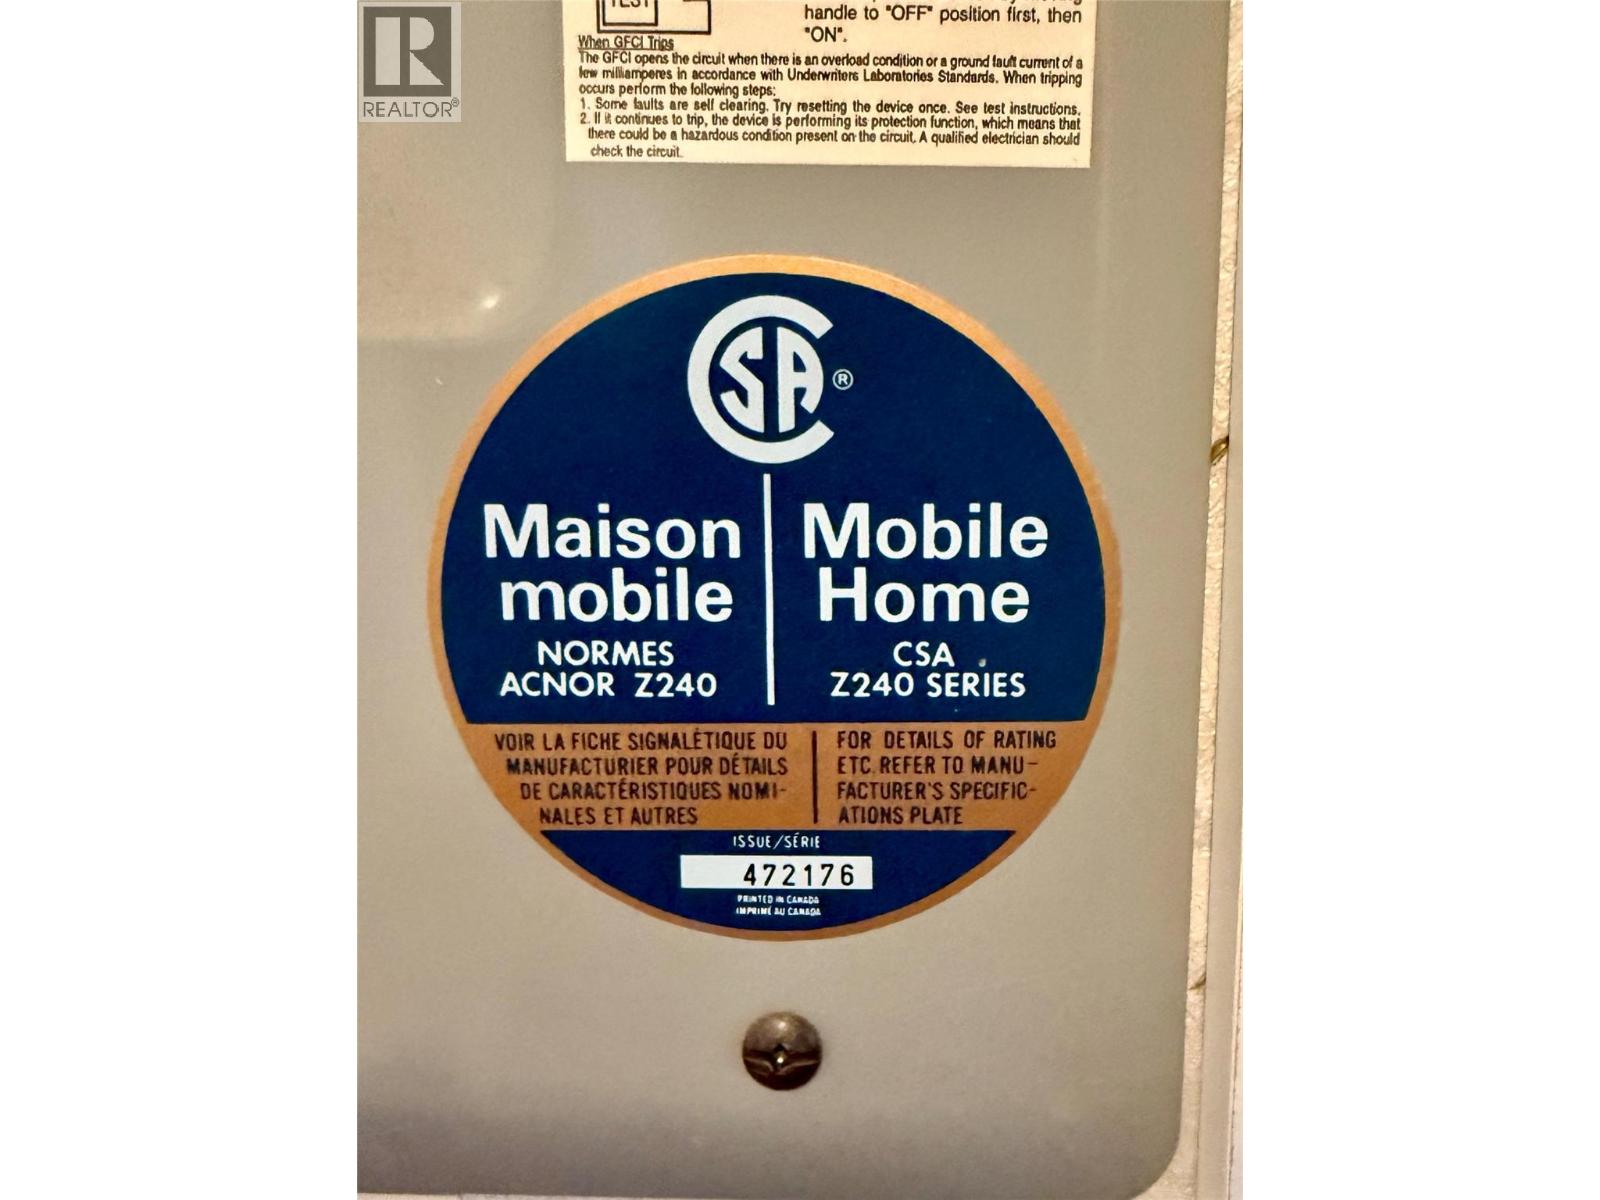 REALTOR®
TEST
handle to "OFF" position first, then
"ON".
When GFCI Trips
The GFCI opens the circuit when there is an overload condition or a ground fault current of a
few milliamperes in accordance with Underwriters Laboratories Standards. When tripping
occurs perform the following steps:
1. Some faults are self clearing. Try resetting the device once. See test instructions.
2. If it continues to trip, the device is performing its protection function, which means that
there could be a hazardous condition present on the circuit. A qualified electrician should
check the circuit.
CSA ®
Maison
mobile
NORMES
ACNOR Z240
Mobile
Home
CSA
Z240 SERIES
VOIR LA FICHE SIGNALÉTIQUE DU
MANUFACTURIER POUR DÉTAILS
DE CARACTÉRISTIQUES NOMI-
NALES ET AUTRES
FOR DETAILS OF RATING
ETC. REFER TO MANU-
FACTURER'S SPECIFIC-
ATIONS PLATE
ISSUE/SÉRIE
472176
PRINTED IN CANADA
IMPRIMÉ AU CANADA